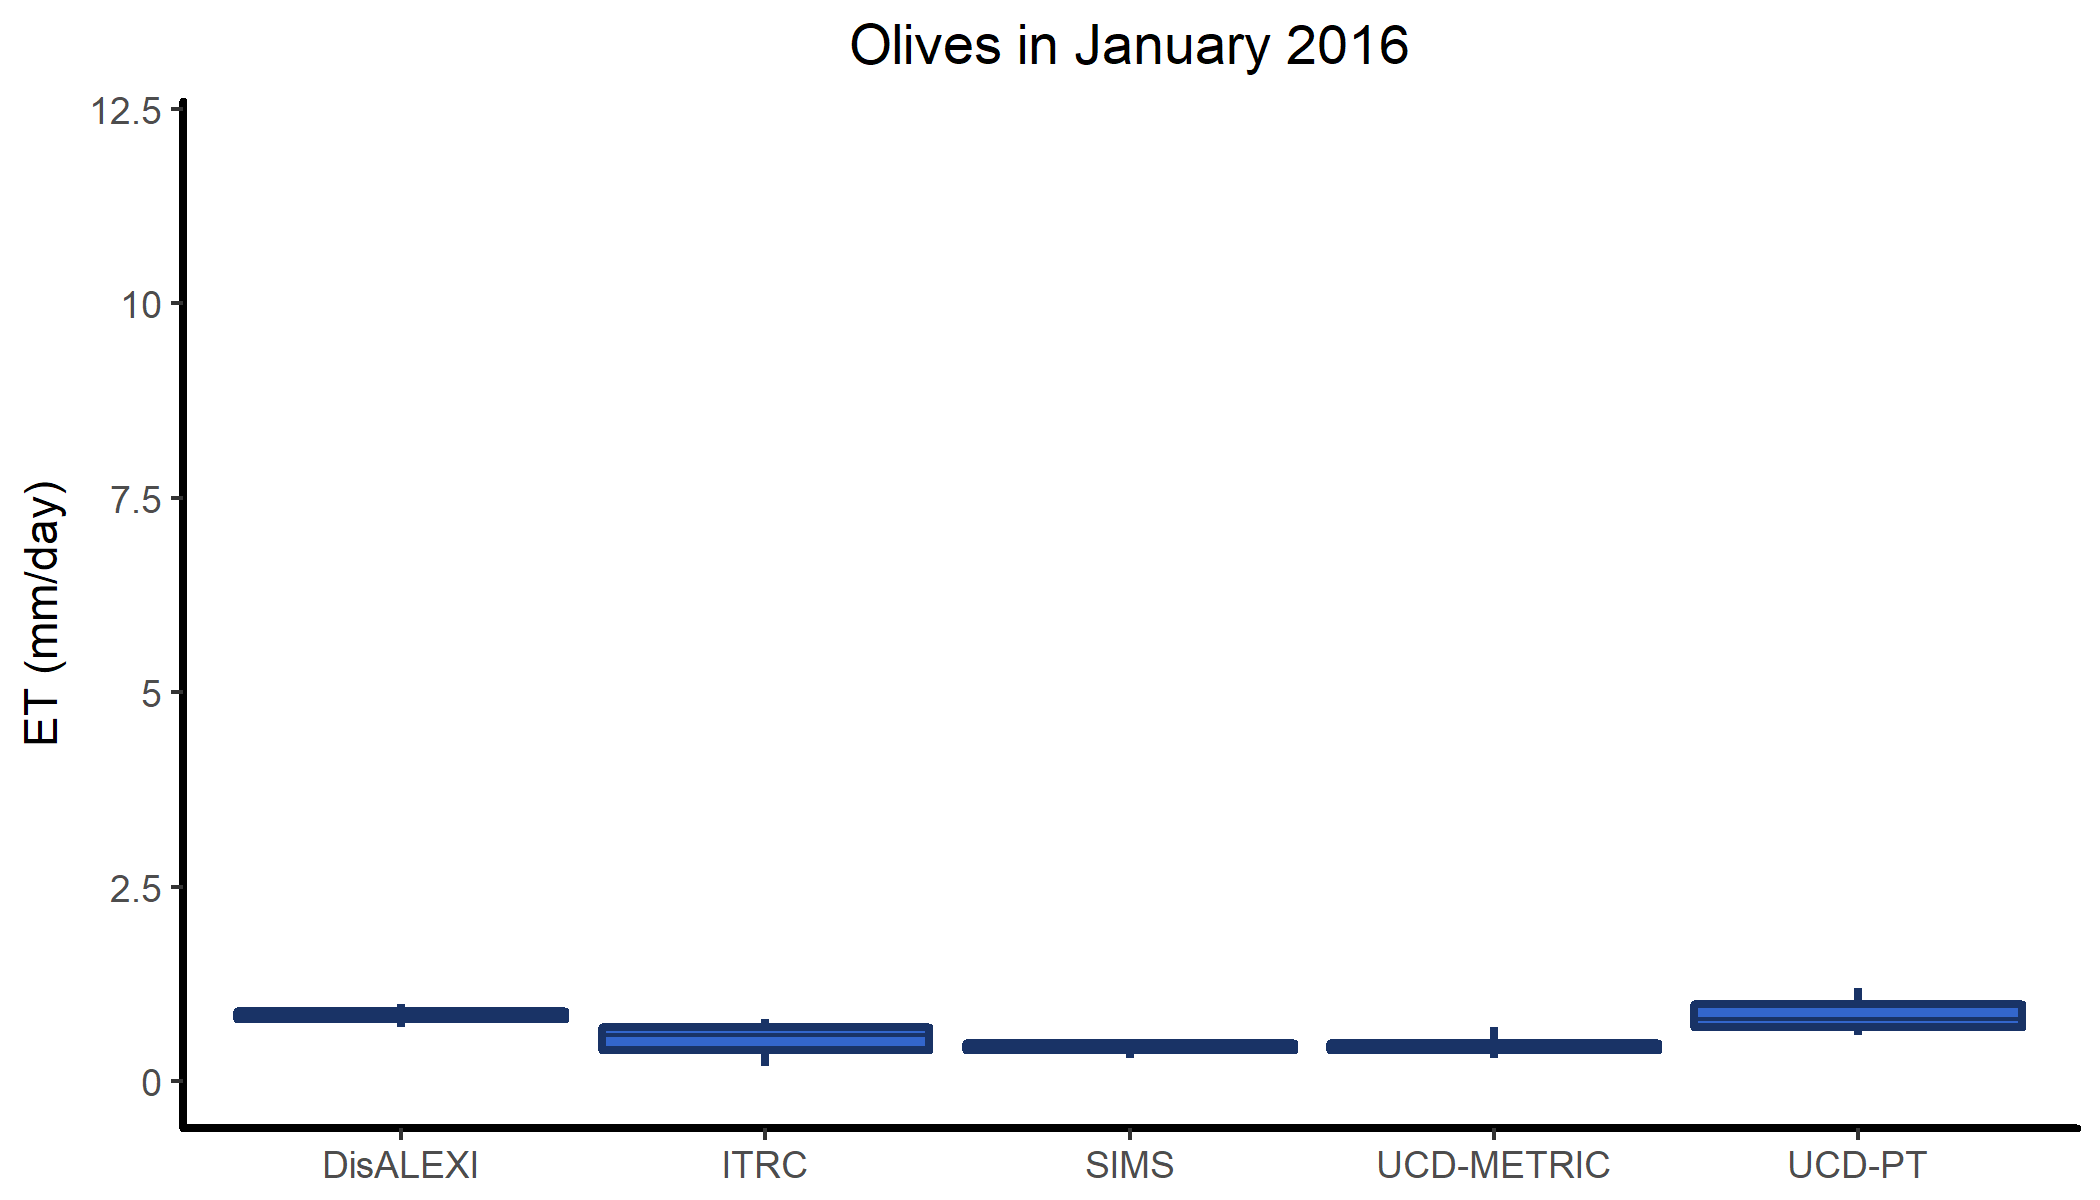 Olives in January 2016
12.5
10
7.5
5
2.5
0
ET (mm/day)
DisALEXI ITRC SIMS UCD-METRIC UCD-PT